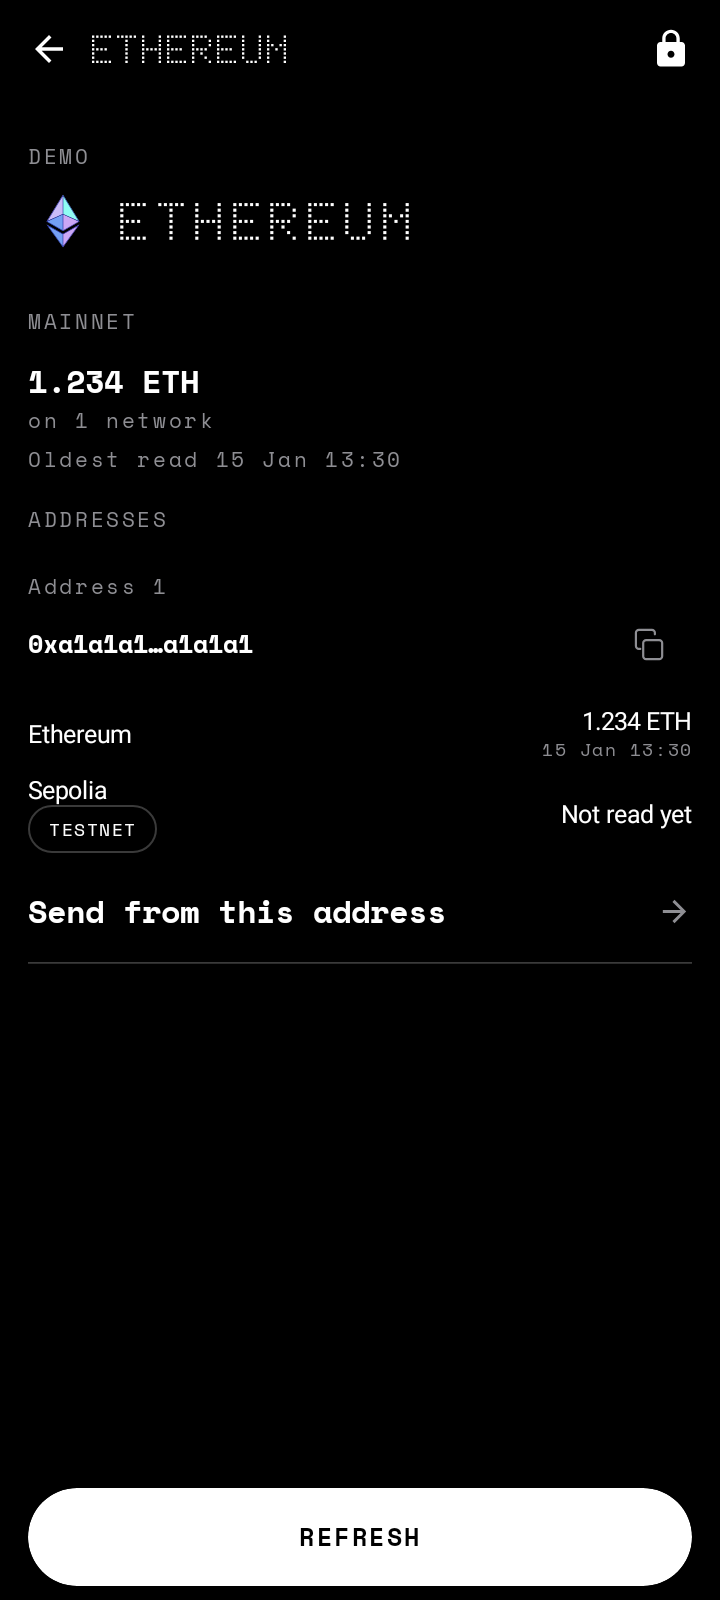 ETHEREUM
DEMO
ETHEREUM
MAINNET
1.234 ETH
on 1 network
Oldest read 15 Jan 13:30
ADDRESSES
Address 1
0xa1a1a1…a1a1a1
Ethereum
1.234 ETH
15 Jan 13:30
Sepolia
TESTNET
Not read yet
Send from this address
REFRESH